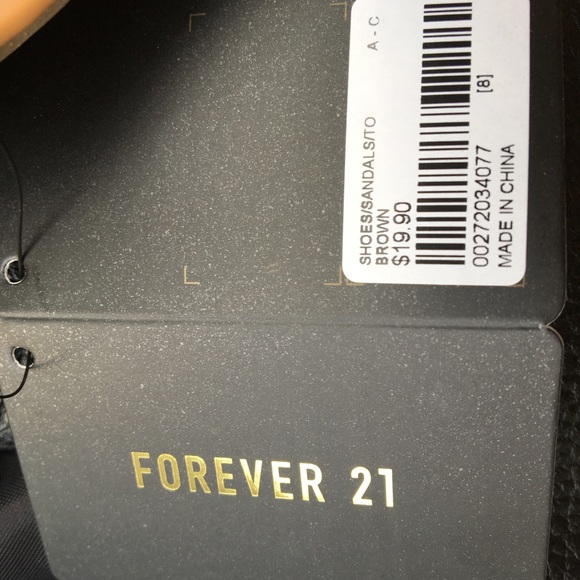 SHOES/SANDALS/TO
BROWN
$19.90
A - C
[8]
00272034077
MADE IN CHINA
FOREVER 21